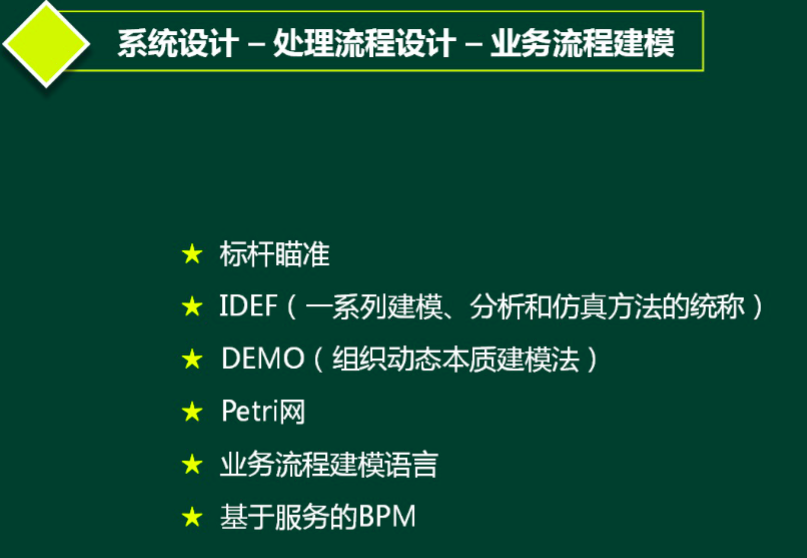 系统设计 – 处理流程设计 – 业务流程建模
★ 标杆瞄准
★ IDEF（一系列建模、分析和仿真方法的统称）
★ DEMO（组织动态本质建模法）
★ Petri网
★ 业务流程建模语言
★ 基于服务的BPM